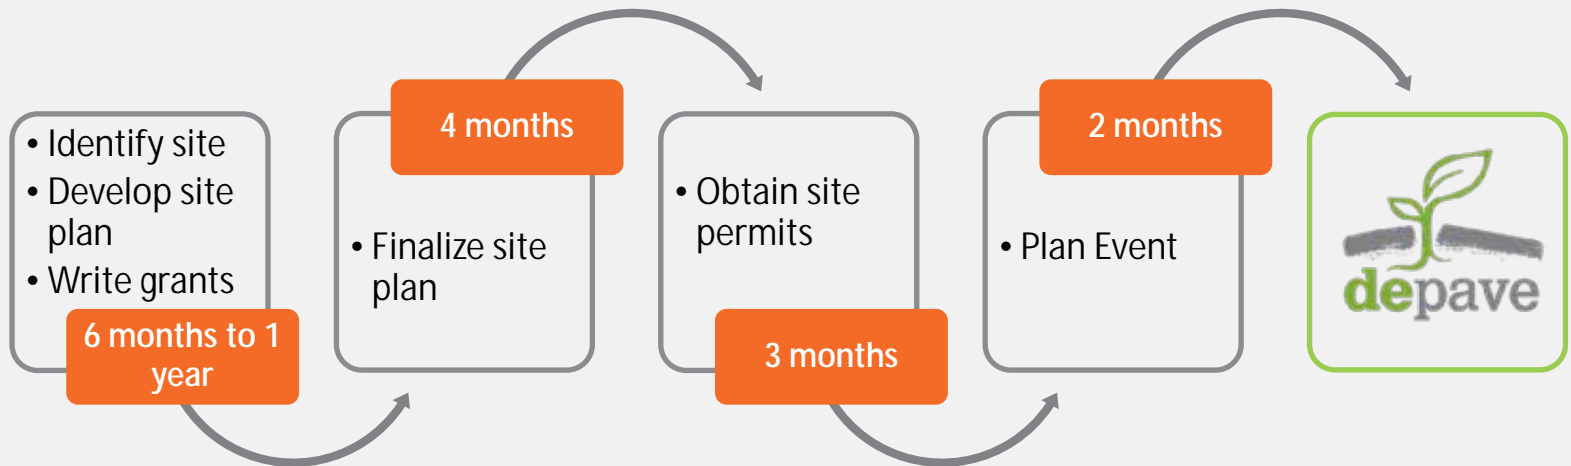 • Identify site
• Develop site
plan
• Write grants
6 months to 1
year
4 months
• Finalize site
plan
• Obtain site
permits
3 months
2 months
• Plan Event
depave